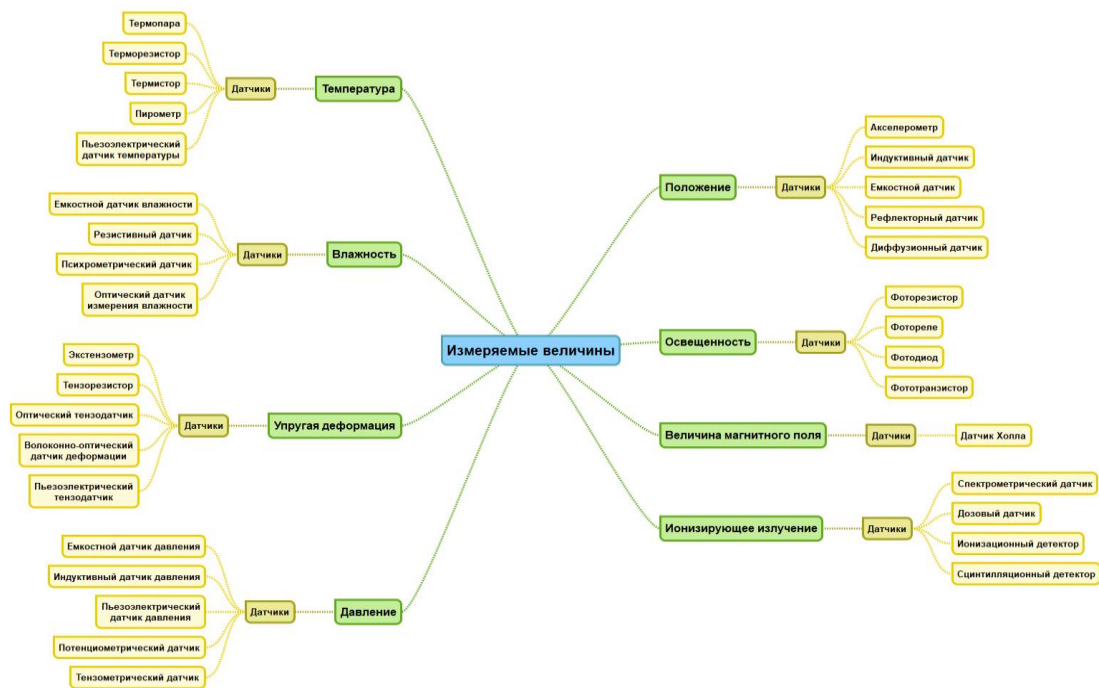 Измеряемые величины
Температура
Датчики
Термопара
Терморезистор
Термистор
Пирометр
Пьезоэлектрический
датчик температуры
Влажность
Датчики
Емкостной датчик влажности
Резистивный датчик
Психрометрический датчик
Оптический датчик
измерения влажности
Упругая деформация
Датчики
Экстензометр
Тензорезистор
Оптический тензодатчик
Волоконно-оптический
датчик деформации
Пьезоэлектрический
тензодатчик
Давление
Датчики
Емкостной датчик давления
Индуктивный датчик давления
Пьезоэлектрический
датчик давления
Потенциометрический датчик
Тензометрический датчик
Положение
Датчики
Акселерометр
Индуктивный датчик
Емкостной датчик
Рефлекторный датчик
Диффузионный датчик
Освещенность
Датчики
Фоторезистор
Фотореле
Фотодиод
Фототранзистор
Величина магнитного поля
Датчики
Датчик Холла
Ионизирующее излучение
Датчики
Спектрометрический датчик
Дозовый датчик
Ионизационный детектор
Сцинтилляционный детектор